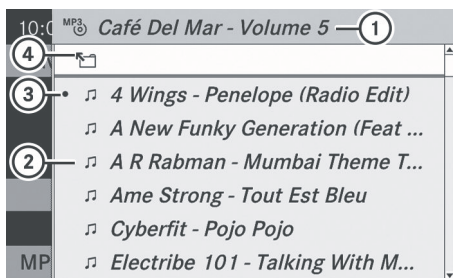 10:0 MP3 Café Del Mar - Volume 5 1
4
3 4 Wings - Penelope (Radio Edit)
A New Funky Generation (Feat ...
2 A R Rabman - Mumbai Theme T...
Ame Strong - Tout Est Bleu
Cyberfit - Pojo Pojo
MP Electribe 101 - Talking With M...